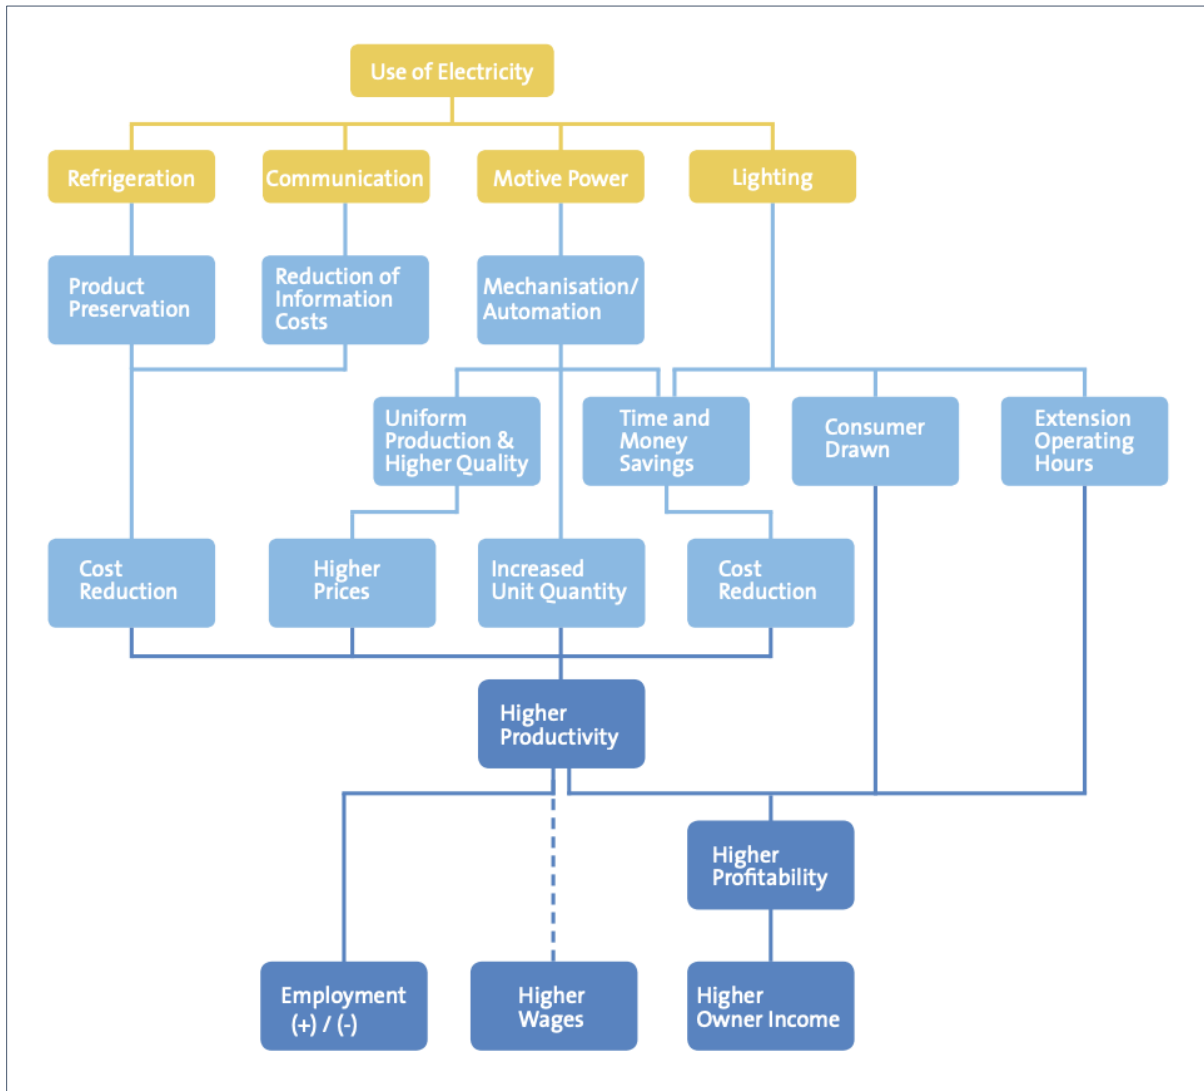 Use of Electricity
Refrigeration
Communication
Motive Power
Lighting
Product
Preservation
Reduction of
Information
Costs
Mechanisation/
Automation
Uniform
Production &
Higher Quality
Time and
Money
Savings
Consumer
Drawn
Extension
Operating
Hours
Cost
Reduction
Higher
Prices
Increased
Unit Quantity
Cost
Reduction
Higher
Productivity
Higher
Profitability
Employment
(+) / (-)
Higher
Wages
Higher
Owner Income